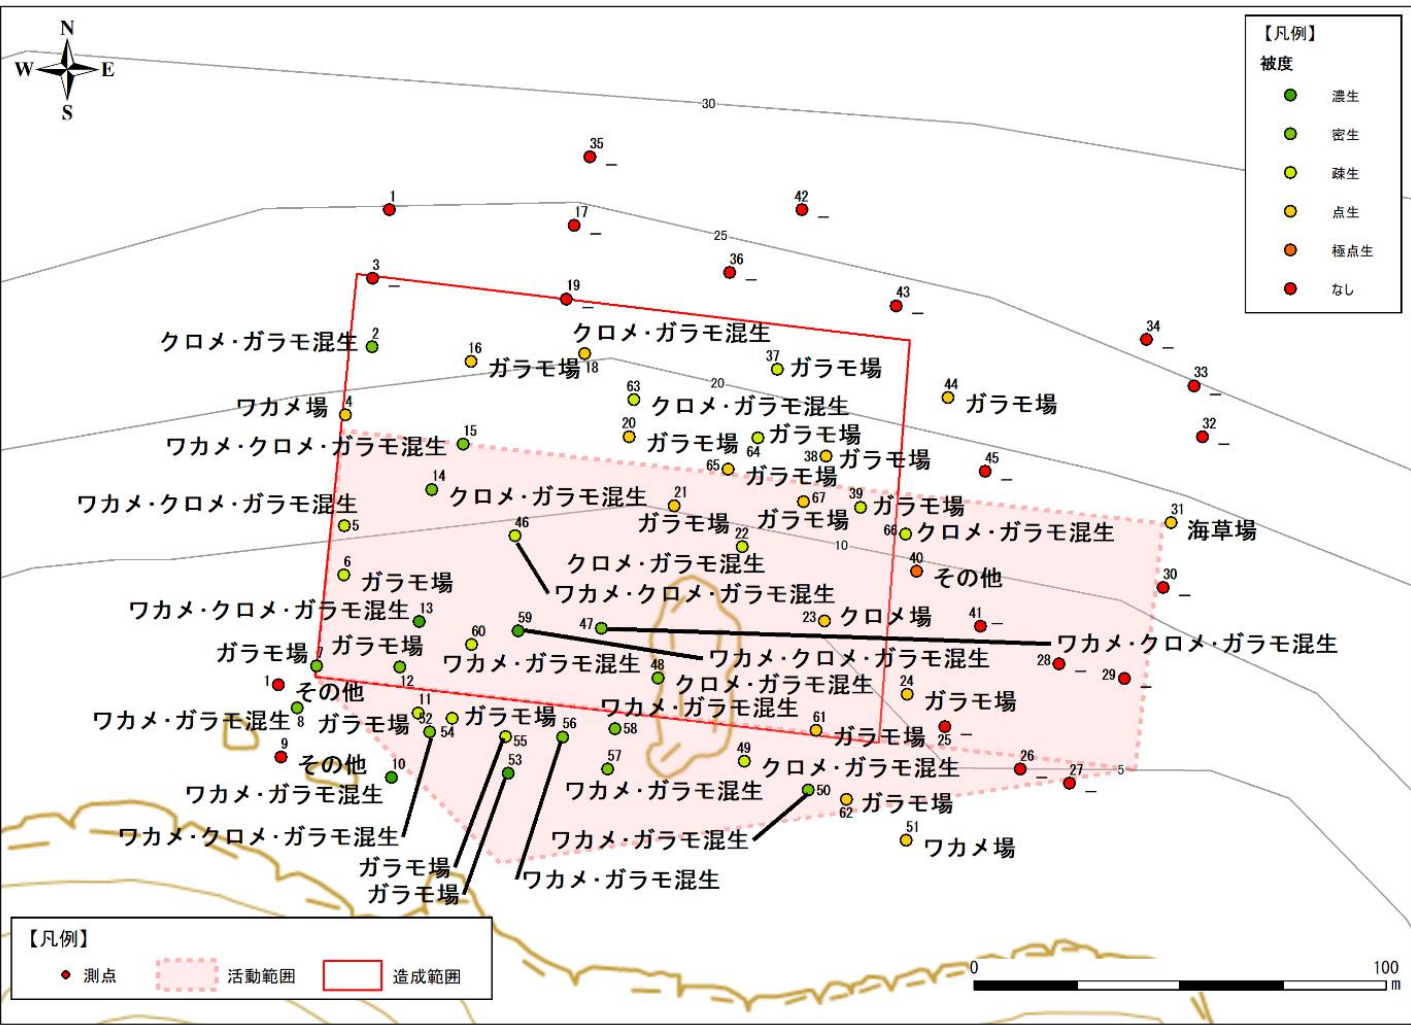 N
W E
S
【凡例】
被度
濃生
密生
疎生
点生
極点生
なし
30
35 _
1
17 _
42 _
25
36 _
3 _
19 _
43 _
34 _
33 _
32 _
クロメ・ガラモ混生 2
16 ガラモ場
クロメ・ガラモ混生
18
37 ガラモ場
20
44 ガラモ場
63 クロメ・ガラモ混生
ワカメ場 4
20 ガラモ場
64 ガラモ場
38 ガラモ場
ワカメ・クロメ・ガラモ混生 15
65 ガラモ場
45 _
14 クロメ・ガラモ混生
ワカメ・クロメ・ガラモ混生
5
21
ガラモ場
67
ガラモ場
39 ガラモ場
31
海草場
46
ワカメ・クロメ・ガラモ混生
22
クロメ・ガラモ混生
10
66 クロメ・ガラモ混生
6
ガラモ場
40
その他
30 _
ワカメ・クロメ・ガラモ混生 13
59
ワカメ・クロメ・ガラモ混生
47
ワカメ・クロメ・ガラモ混生
23 クロメ場
41 _
60
ワカメ・ガラモ混生
28 _
29 _
ガラモ場 7
ガラモ場
12
48
クロメ・ガラモ混生
1
その他
24
ガラモ場
ワカメ・ガラモ混生 8
ガラモ場 11
52
54
ガラモ場
55
56
ワカメ・ガラモ混生
58
61
ガラモ場
25 _
9
その他
10
ワカメ・ガラモ混生
53
57
ワカメ・ガラモ混生
49
クロメ・ガラモ混生
26 _
27 _
5
50
ワカメ・ガラモ混生
62
ガラモ場
51
ワカメ場
ワカメ・クロメ・ガラモ混生
ガラモ場
ガラモ場
ワカメ・ガラモ混生
【凡例】
測点
活動範囲
造成範囲
0 100
m